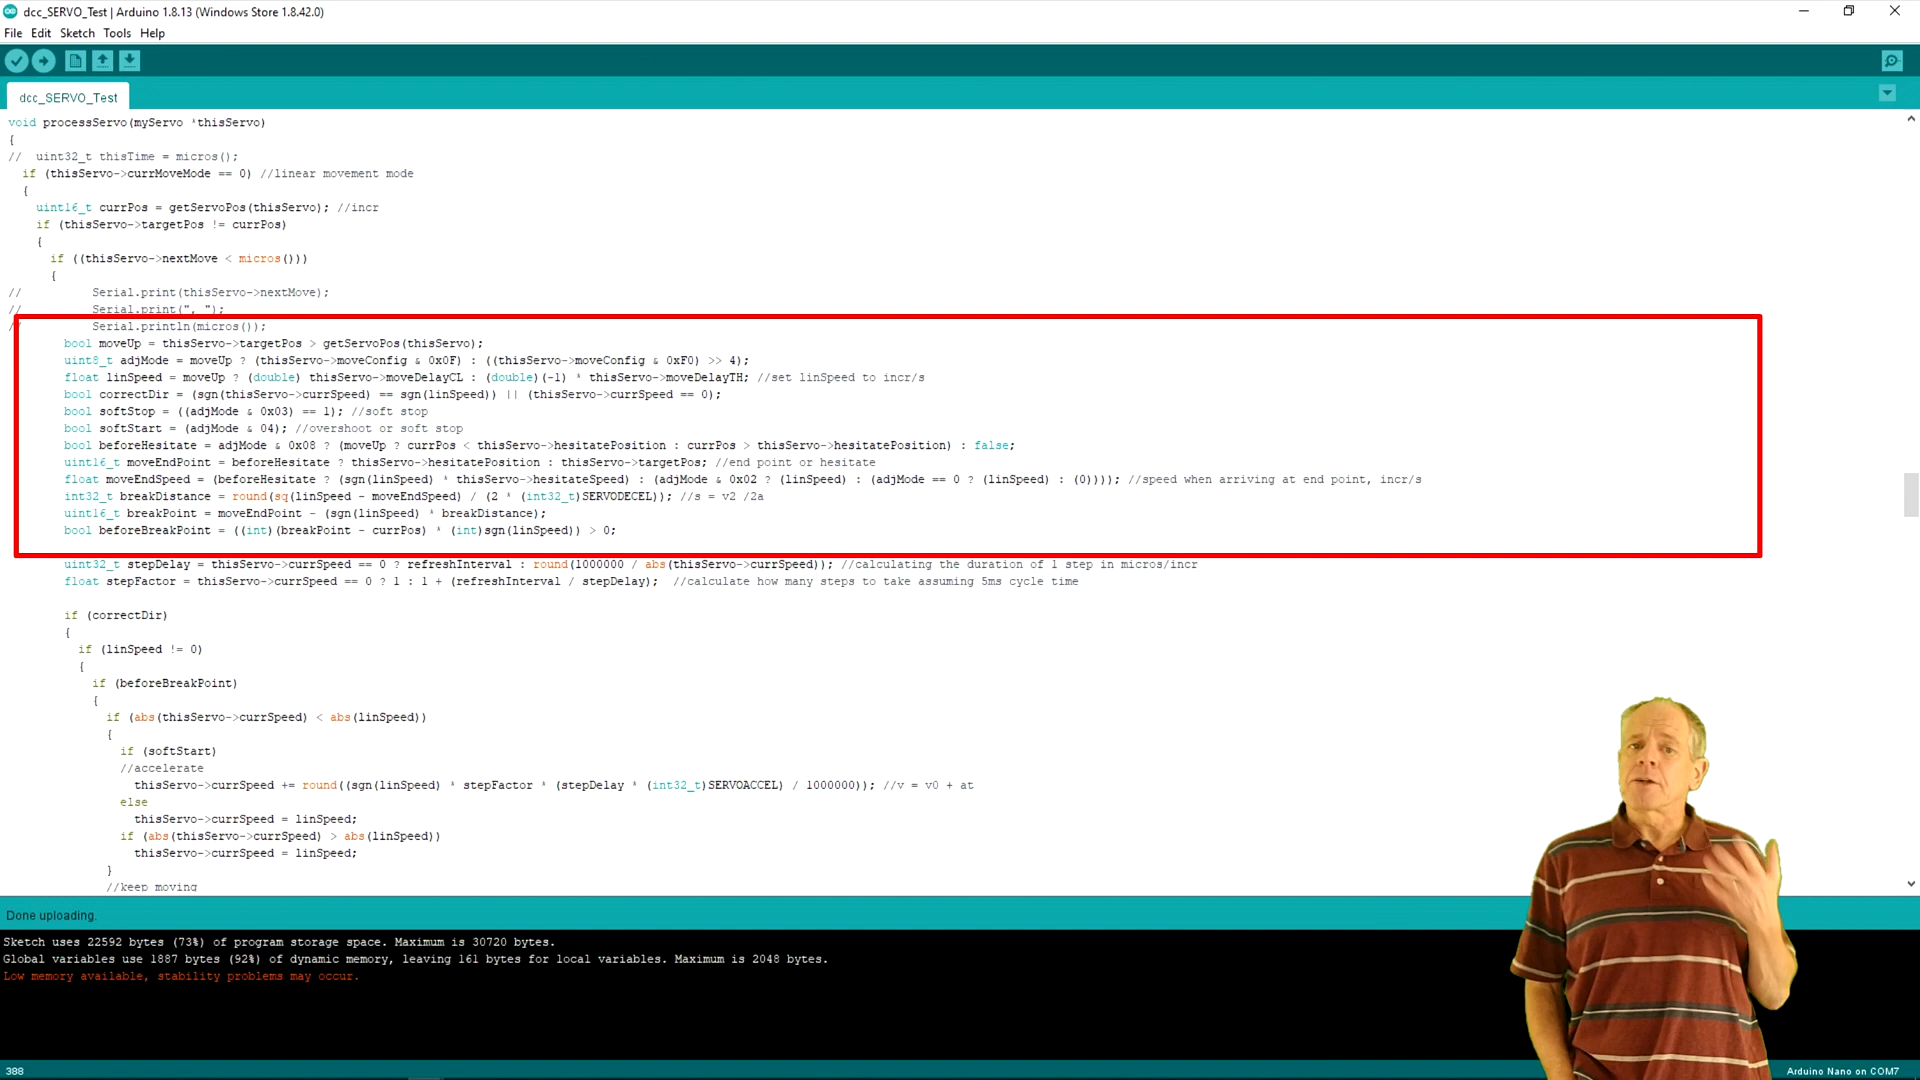 dcc_SERVO_Test | Arduino 1.8.13 (Windows Store 1.8.42.0)
File Edit Sketch Tools Help
dcc_SERVO_Test
void processServo(myServo *thisServo)
{
//  uint32_t thisTime = micros();
  if (thisServo->currMoveMode == 0) //linear movement mode
  {
    uint16_t currPos = getServoPos(thisServo); //incr
    if (thisServo->targetPos != currPos)
    {
      if ((thisServo->nextMove < micros()))
      {
//          Serial.print(thisServo->nextMove);
//          Serial.print(", ");
//          Serial.println(micros());
        bool moveUp = thisServo->targetPos > getServoPos(thisServo);
        uint8_t adjMode = moveUp ? (thisServo->moveConfig & 0x0F) : ((thisServo->moveConfig & 0xF0) >> 4);
        float linSpeed = moveUp ? (double) thisServo->moveDelayCL : (double)(-1) * thisServo->moveDelayTH; //set linSpeed to incr/s
        bool correctDir = (sgn(thisServo->currSpeed) == sgn(linSpeed)) || (thisServo->currSpeed == 0);
        bool softStop = ((adjMode & 0x03) == 1); //soft stop
        bool softStart = (adjMode & 04); //overshoot or soft stop
        bool beforeHesitate = adjMode & 0x08 ? (moveUp ? currPos < thisServo->hesitatePosition : currPos > thisServo->hesitatePosition) : false;
        uint16_t moveEndPoint = beforeHesitate ? thisServo->hesitatePosition : thisServo->targetPos; //end point or hesitate
        float moveEndSpeed = (beforeHesitate ? (sgn(linSpeed) * thisServo->hesitateSpeed) : (adjMode & 0x02 ? (linSpeed) : (adjMode == 0 ? (linSpeed) : (0)))); //speed when arriving at end point, incr/s
        int32_t breakDistance = round(sq(linSpeed - moveEndSpeed) / (2 * (int32_t)SERVODECEL)); //s = v2 /2a
        uint16_t breakPoint = moveEndPoint - (sgn(linSpeed) * breakDistance);
        bool beforeBreakPoint = ((int)(breakPoint - currPos) * (int)sgn(linSpeed)) > 0;
        uint32_t stepDelay = thisServo->currSpeed == 0 ? refreshInterval : round(1000000 / abs(thisServo->currSpeed)); //calculating the duration of 1 step in micros/incr
        float stepFactor = thisServo->currSpeed == 0 ? 1 : 1 + (refreshInterval / stepDelay);  //calculate how many steps to take assuming 5ms cycle time
        if (correctDir)
        {
          if (linSpeed != 0)
          {
            if (beforeBreakPoint)
            {
              if (abs(thisServo->currSpeed) < abs(linSpeed))
              {
                if (softStart)
                //accelerate
                  thisServo->currSpeed += round((sgn(linSpeed) * stepFactor * (stepDelay * (int32_t)SERVOACCEL) / 1000000)); //v = v0 + at
                else
                  thisServo->currSpeed = linSpeed;
                if (abs(thisServo->currSpeed) > abs(linSpeed))
                  thisServo->currSpeed = linSpeed;
              }
              //keep moving
Done uploading.
Sketch uses 22592 bytes (73%) of program storage space. Maximum is 30720 bytes.
Global variables use 1887 bytes (92%) of dynamic memory, leaving 161 bytes for local variables. Maximum is 2048 bytes.
Low memory available, stability problems may occur.
388
Arduino Nano on COM7